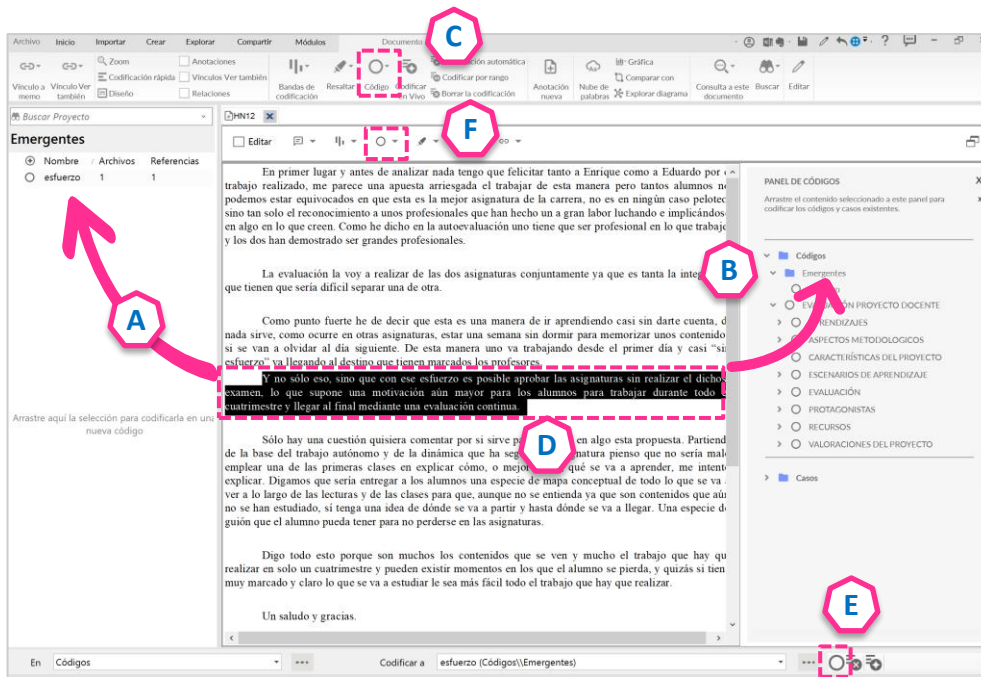 Archivo Inicio Importar Crear Explorar Compartir Módulos Documento
Vínculo a memo
Vínculo Ver también
Zoom
Codificación rápida
Diseño
Anotaciones
Vínculos Ver también
Relaciones
Bandas de codificación
Resaltar
Código
Codificar en Vivo
automática
Codificar por rango
Borrar la codificación
Anotación nueva
Nube de palabras
Gráfica
Comparar con
Explorar diagrama
Consulta a este documento
Buscar
Editar
C
Buscar Proyecto
HN12
Emergentes
Nombre Archivos Referencias
esfuerzo 1 1
A
Arrastre aquí la selección para codificarla en una
nueva código
Editar
F
En primer lugar y antes de analizar nada tengo que felicitar tanto a Enrique como a Eduardo por
trabajo realizado, me parece una apuesta arriesgada el trabajar de esta manera pero tantos alumnos
podemos estar equivocados en que esta es la mejor asignatura de la carrera, no es en ningún caso
sino tan solo el reconocimiento a unos profesionales que han hecho un a gran labor luchando e
en algo en lo que creen. Como he dicho en la autoevaluación uno tiene que ser profesional en lo que
y los dos han demostrado ser grandes profesionales.
La evaluación la voy a realizar de las dos asignaturas conjuntamente ya que es tanta la
que tienen que sería difícil separar una de otra.
Como punto fuerte he de decir que esta es una manera de ir aprendiendo casi sin darte cuenta,
nada sirve, como ocurre en otras asignaturas, estar una semana sin dormir para memorizar unos
si se van a olvidar al día siguiente. De esta manera uno va trabajando desde el primer día y casi “sin
esfuerzo” va llegando al destino que tienen marcados los profesores.
Y no sólo eso, sino que con ese esfuerzo es posible aprobar las asignaturas sin realizar el dichoso
examen, lo que supone una motivación aún mayor para los alumnos para trabajar durante todo
cuatrimestre y llegar al final mediante una evaluación continua.
D
Sólo hay una cuestión quisiera comentar por si sirve en algo esta propuesta.
de la base del trabajo autónomo y de la dinámica que ha pienso que no sería
emplear una de las primeras clases en explicar cómo, o qué se va a aprender, me
explicar. Digamos que sería entregar a los alumnos una especie de mapa conceptual de todo lo que se va
ver a lo largo de las lecturas y de las clases para que, aunque no se entienda ya que son contenidos que
no se han estudiado, sí tenga una idea de dónde se va a partir y hasta dónde se va a llegar. Una especie
guión que el alumno pueda tener para no perderse en las asignaturas.
Digo todo esto porque son muchos los contenidos que se ven y mucho el trabajo que hay
realizar en solo un cuatrimestre y pueden existir momentos en los que el alumno se pierda, y quizás si
muy marcado y claro lo que se va a estudiar le sea más fácil todo el trabajo que hay que realizar.
Un saludo y gracias.
PANEL DE CÓDIGOS X
Arrastre el contenido seleccionado a este panel para
codificar los códigos y casos existentes.
B
Códigos
Emergentes
PROYECTO DOCENTE
ASPECTOS METODOLOGICOS
CARACTERÍSTICAS DEL PROYECTO
ESCENARIOS DE APRENDIZAJE
EVALUACIÓN
PROTAGONISTAS
RECURSOS
VALORACIONES DEL PROYECTO
Casos
E
En Códigos Codificar a esfuerzo (Códigos\\Emergentes)